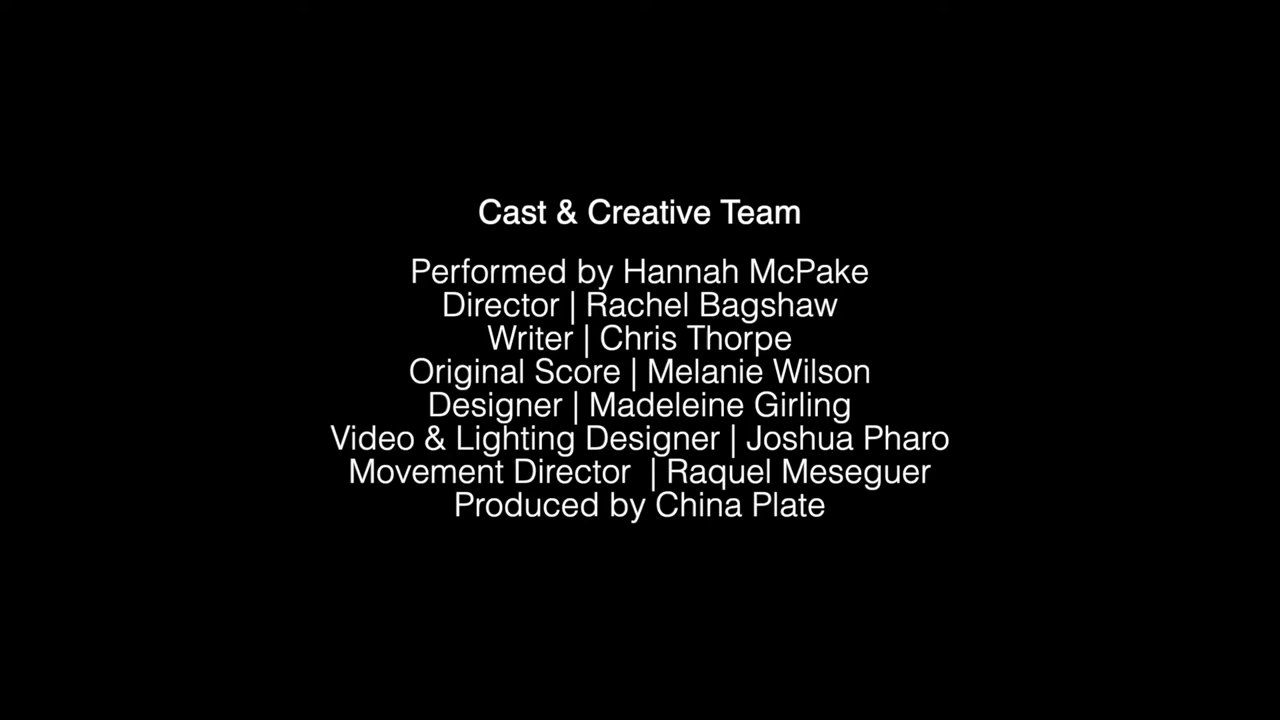 Cast & Creative Team
Performed by Hannah McPake
Director | Rachel Bagshaw
Writer | Chris Thorpe
Original Score | Melanie Wilson
Designer | Madeleine Girling
Video & Lighting Designer | Joshua Pharo
Movement Director  | Raquel Meseguer
Produced by China Plate